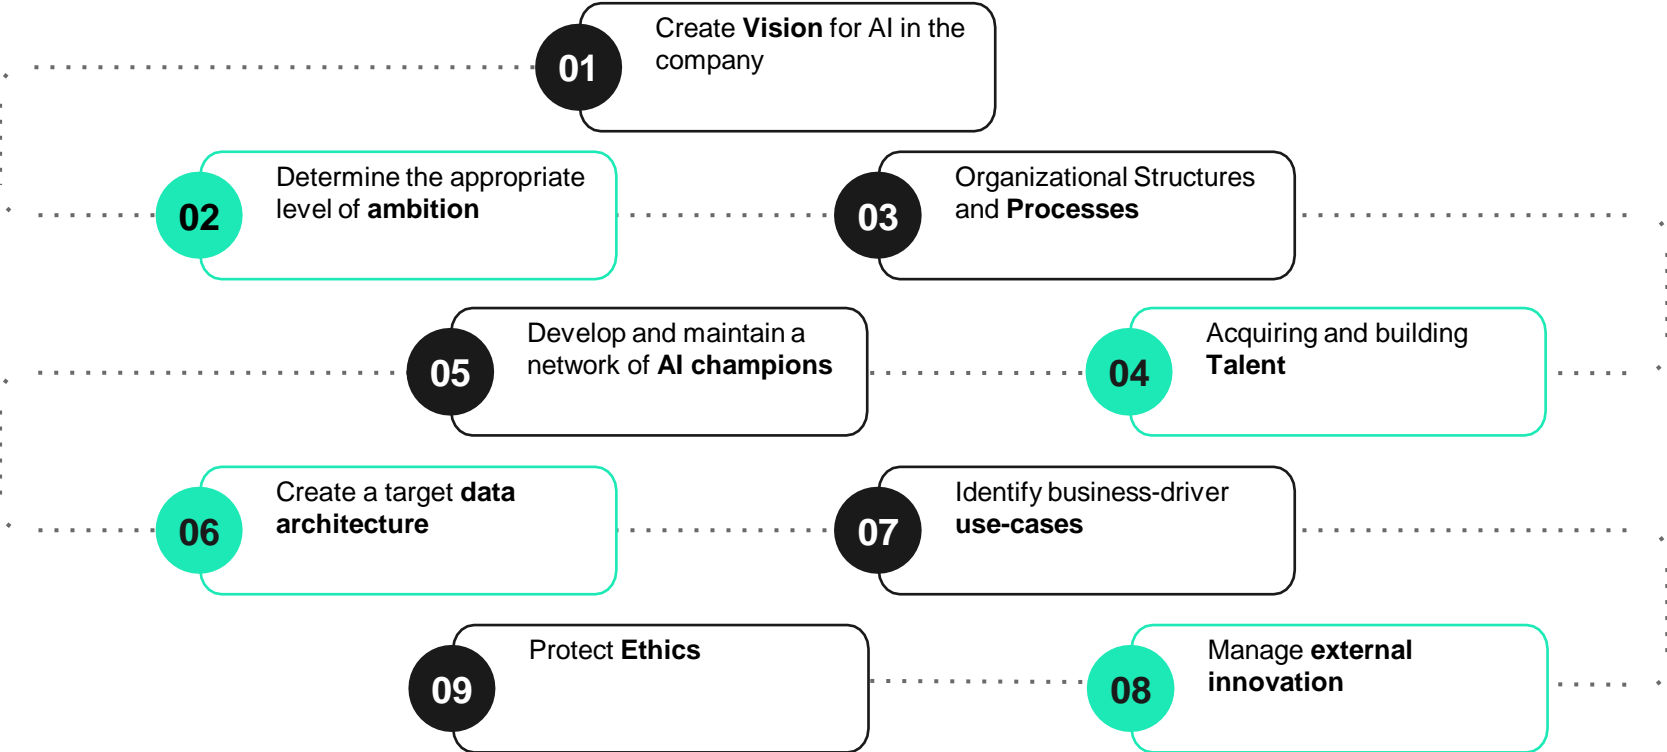 01
Create Vision for AI in the
company
02
Determine the appropriate
level of ambition
03
Organizational Structures
and Processes
05
Develop and maintain a
network of AI champions
04
Acquiring and building
Talent
06
Create a target data
architecture
07
Identify business-driver
use-cases
09
Protect Ethics
08
Manage external
innovation